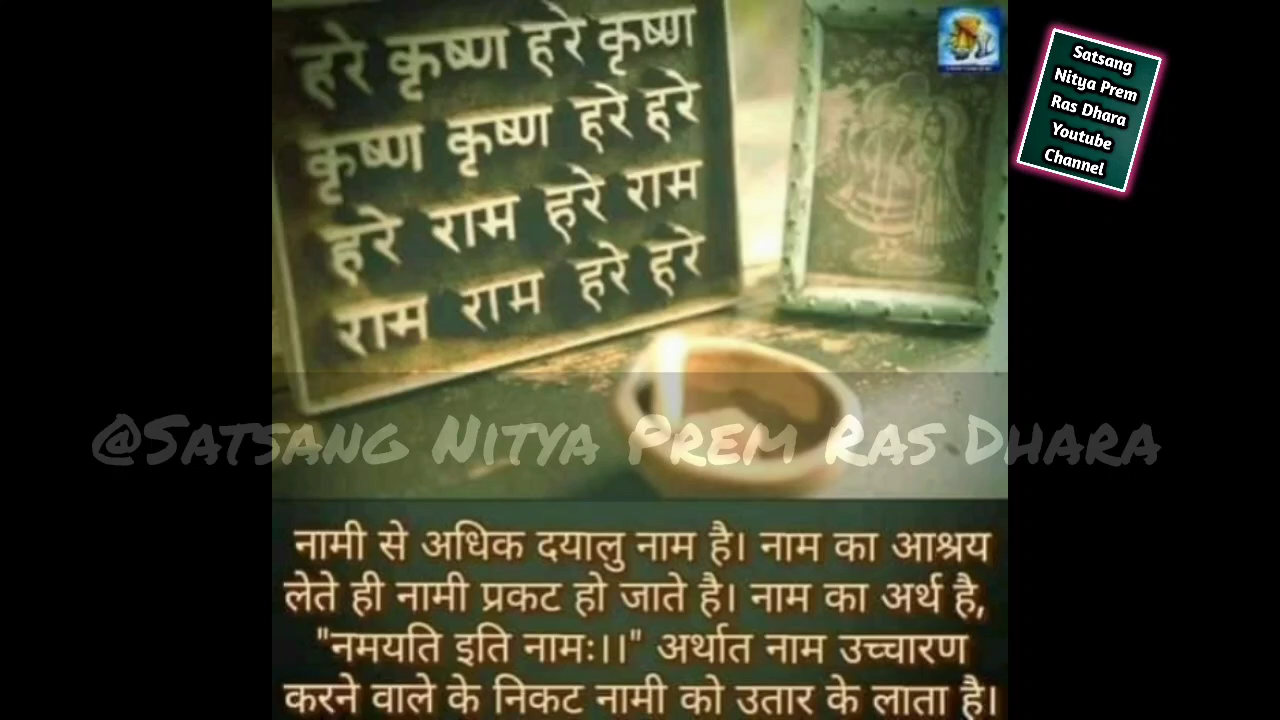 हरे कृष्ण हरे कृष्ण
कृष्ण कृष्ण हरे हरे
हरे राम हरे राम
राम राम हरे हरे
Satsang
Nitya Prem
Ras Dhara
Youtube
Channel
@Satsang Nitya Prem Ras Dhara
नामी से अधिक दयालु नाम है। नाम का आश्रय
लेते ही नामी प्रकट हो जाते है। नाम का अर्थ है,
"नमयति इति नामः।।" अर्थात नाम उच्चारण
करने वाले के निकट नामी को उतार के लाता है।